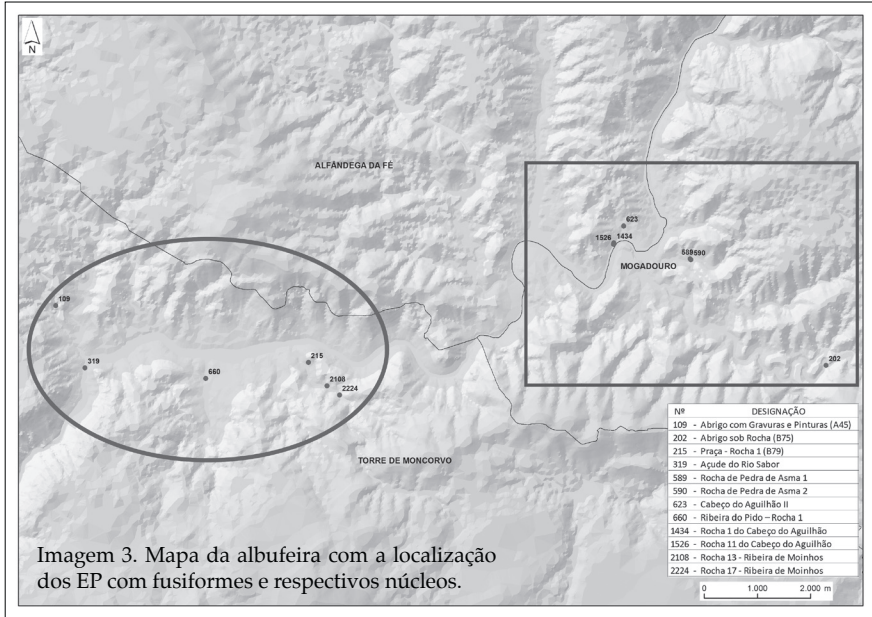 N
ALFÂNDEGA DA FÉ
623
1526 1434
589 590
MOGADOURO
109
319
660
215
2108
2224
202
TORRE DE MONCORVO
Nº DESIGNAÇÃO
109 - Abrigo com Gravuras e Pinturas (A45)
202 - Abrigo sob Rocha (B75)
215 - Praça - Rocha 1 (B79)
319 - Açude do Rio Sabor
589 - Rocha de Pedra de Asma 1
590 - Rocha de Pedra de Asma 2
623 - Cabeço do Aguilhão II
660 - Ribeira do Pido – Rocha 1
1434 - Rocha 1 do Cabeço do Aguilhão
1526 - Rocha 11 do Cabeço do Aguilhão
2108 - Rocha 13 - Ribeira de Moinhos
2224 - Rocha 17 - Ribeira de Moinhos
0 1.000 2.000 m
Imagem 3. Mapa da albufeira com a localização
dos EP com fusiformes e respectivos núcleos.